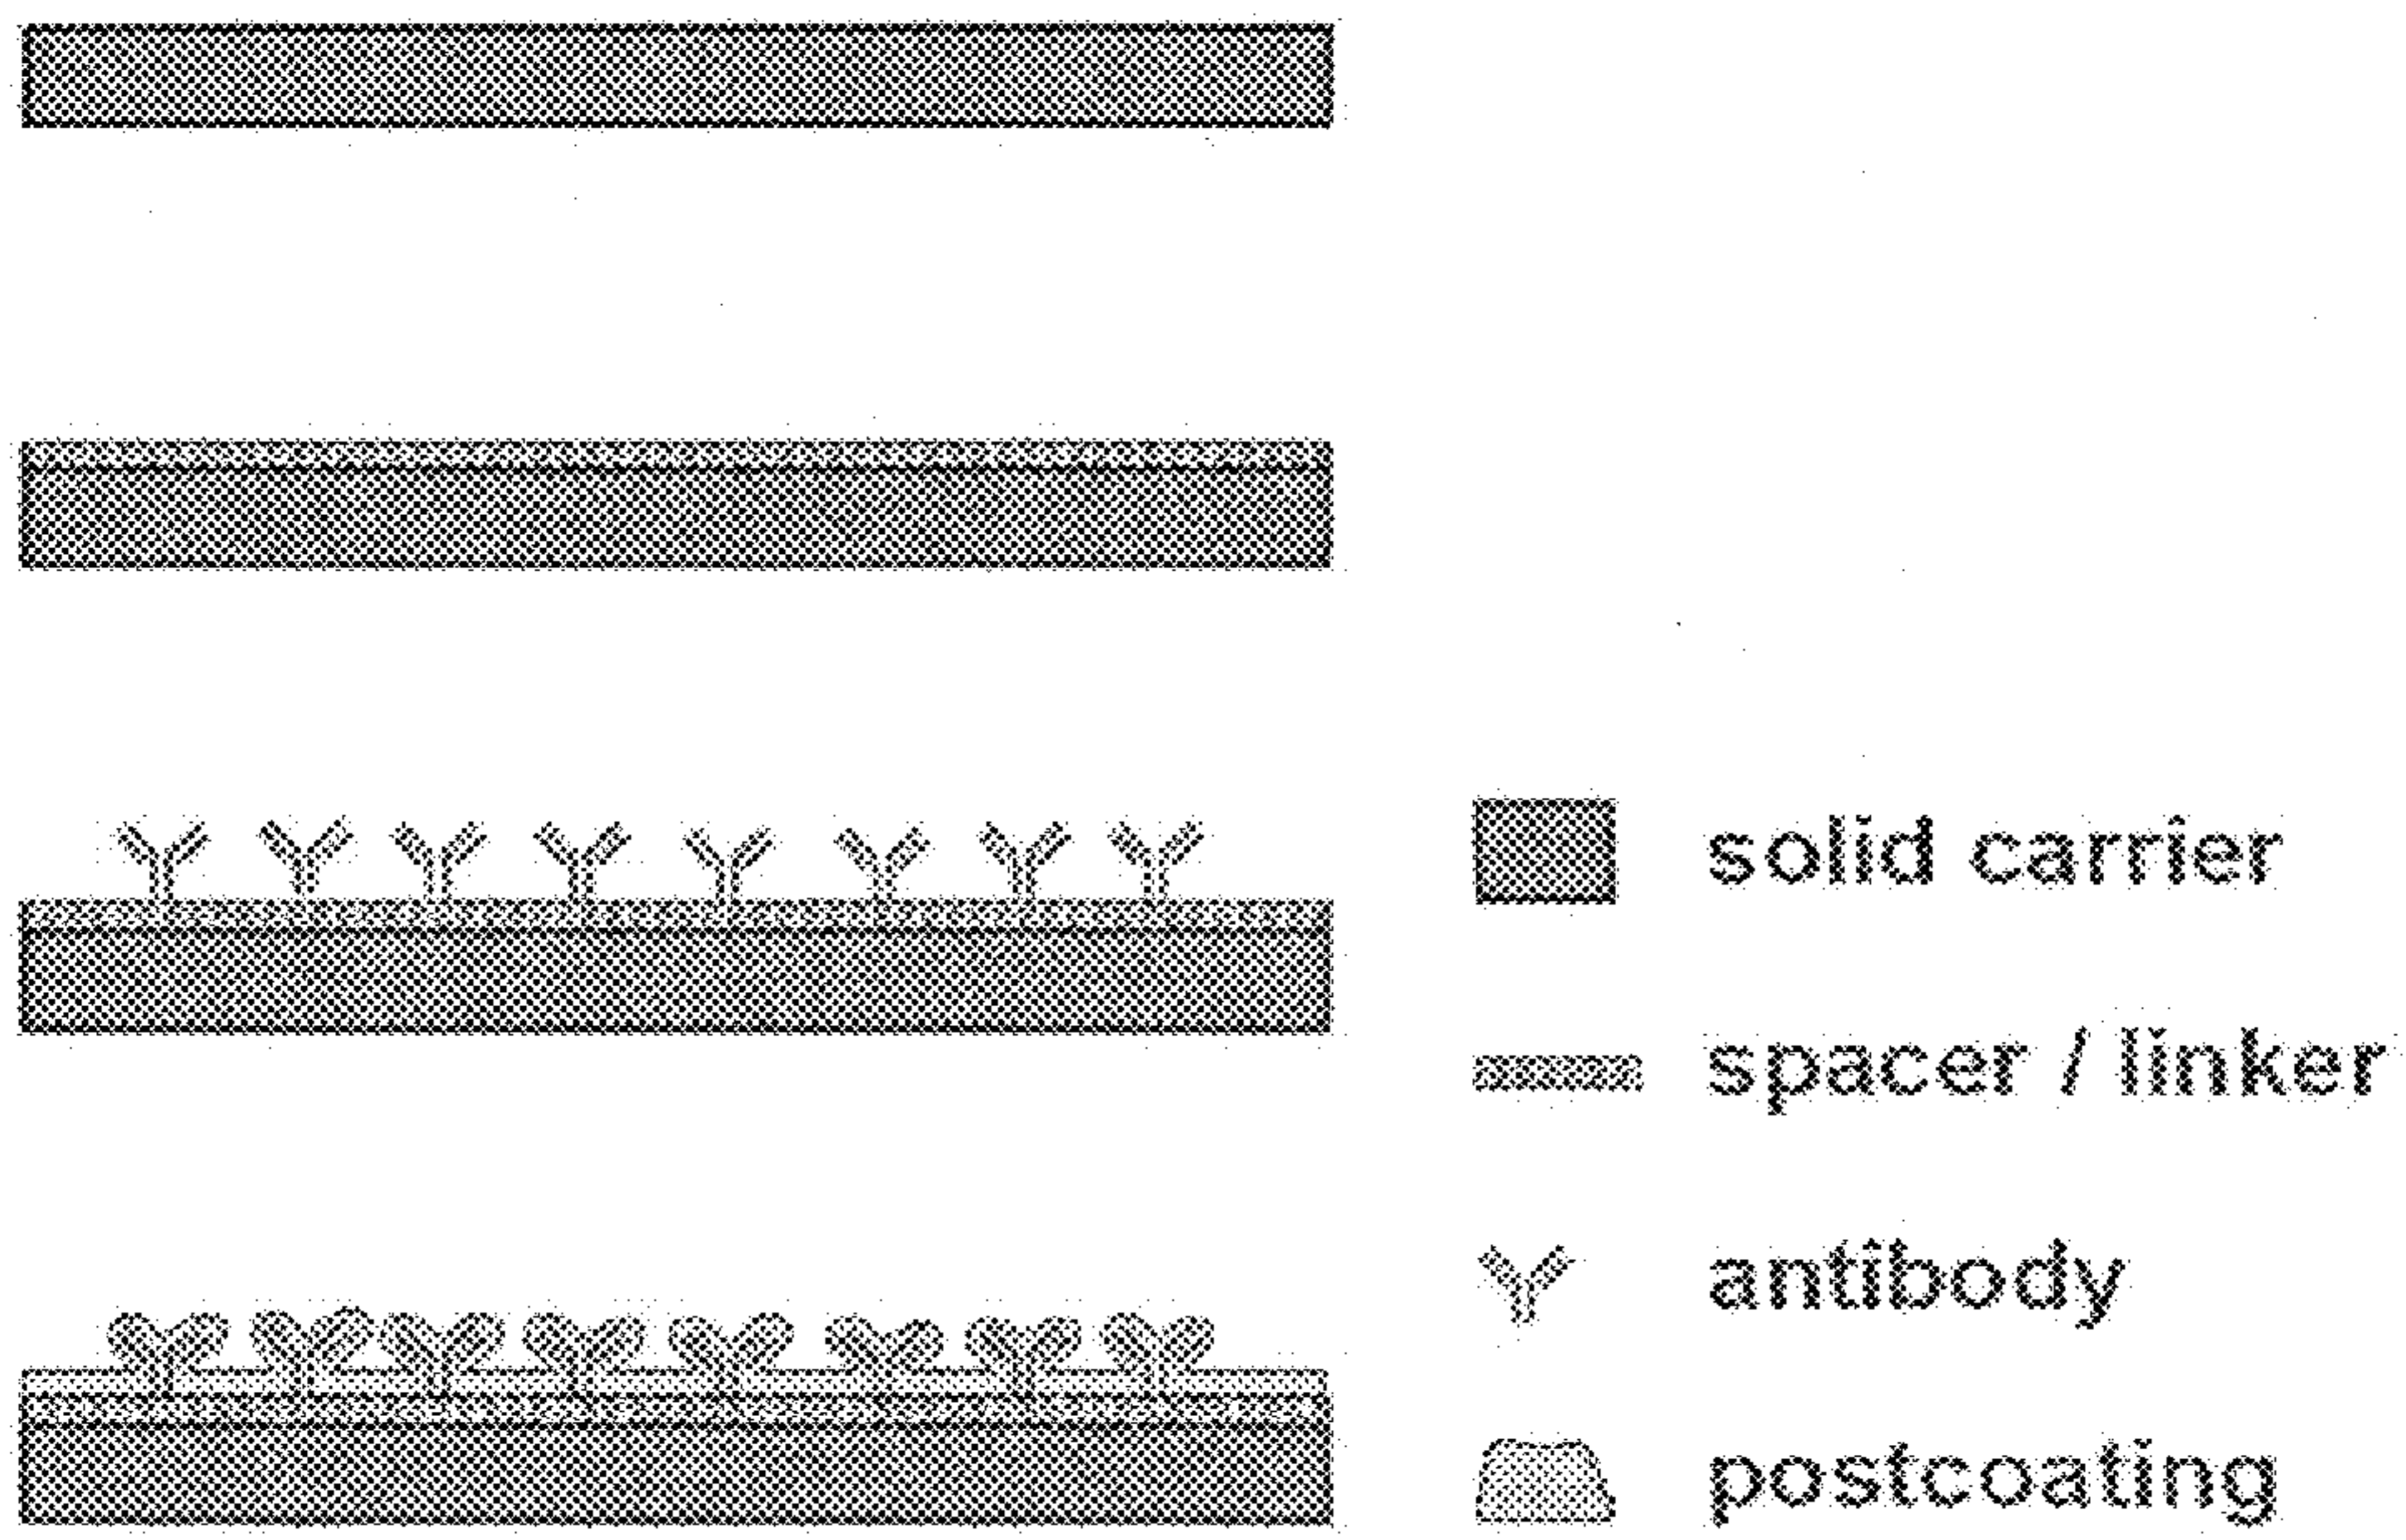 solid carrier
spacer / linker
antibody
postcoating